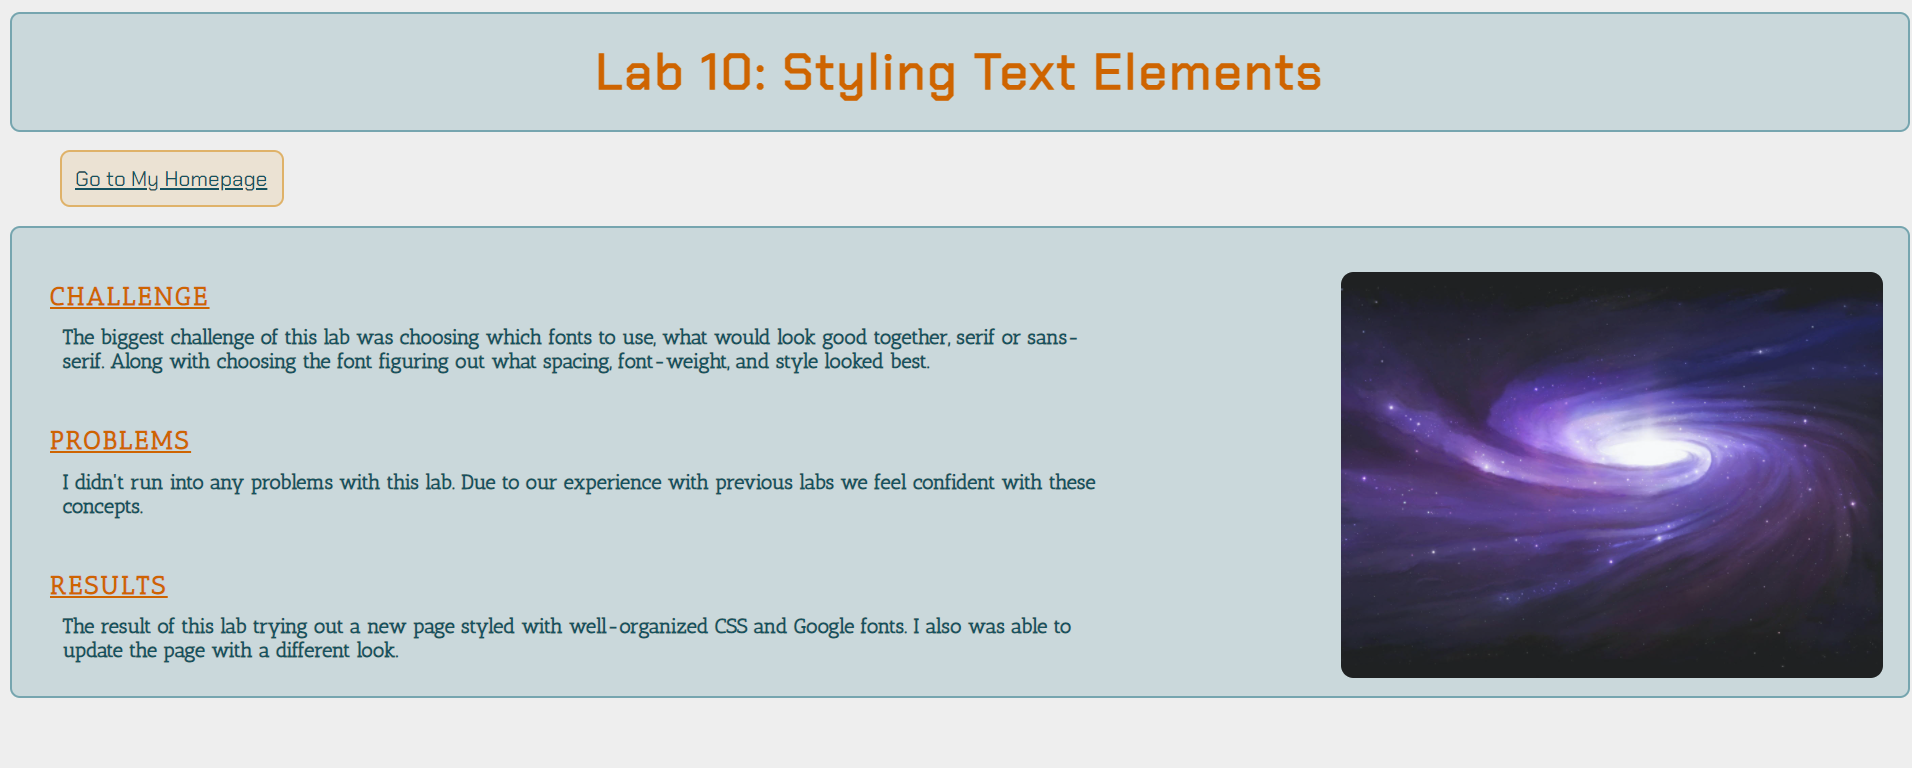 Lab 10: Styling Text Elements
Go to My Homepage
CHALLENGE
The biggest challenge of this lab was choosing which fonts to use, what would look good together, serif or sans-
serif. Along with choosing the font figuring out what spacing, font-weight, and style looked best.
PROBLEMS
I didn't run into any problems with this lab. Due to our experience with previous labs we feel confident with these
concepts.
RESULTS
The result of this lab trying out a new page styled with well-organized CSS and Google fonts. I also was able to
update the page with a different look.